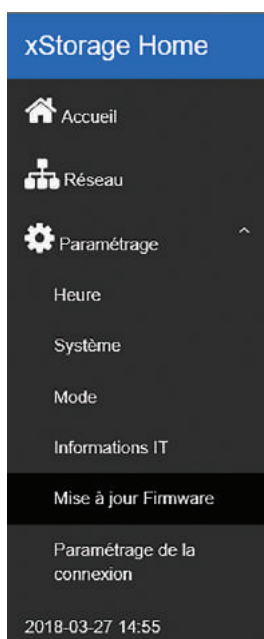 xStorage Home
Accueil
Réseau
Paramétrage
Heure
Système
Mode
Informations IT
Mise à jour Firmware
Paramétrage de la
connexion
2018-03-27 14:55